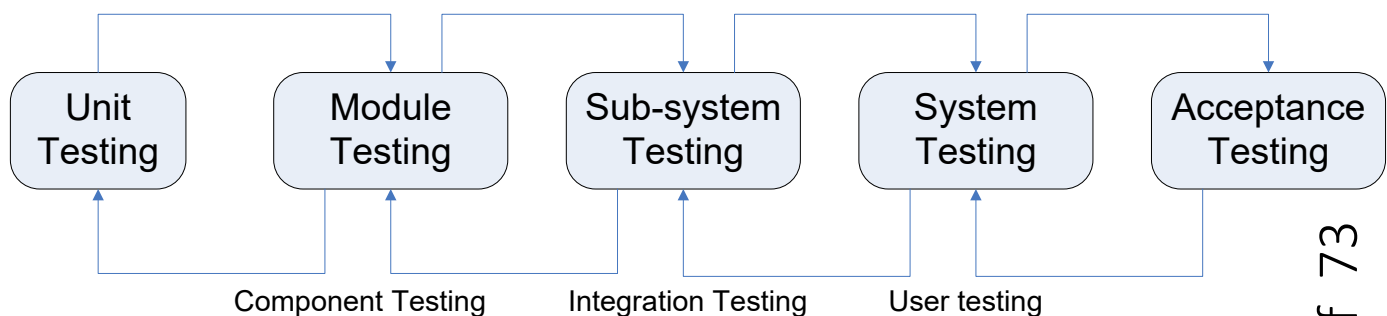 Unit
Testing
Module
Testing
Sub-system
Testing
System
Testing
Acceptance
Testing
Component Testing
Integration Testing
User testing
f 73